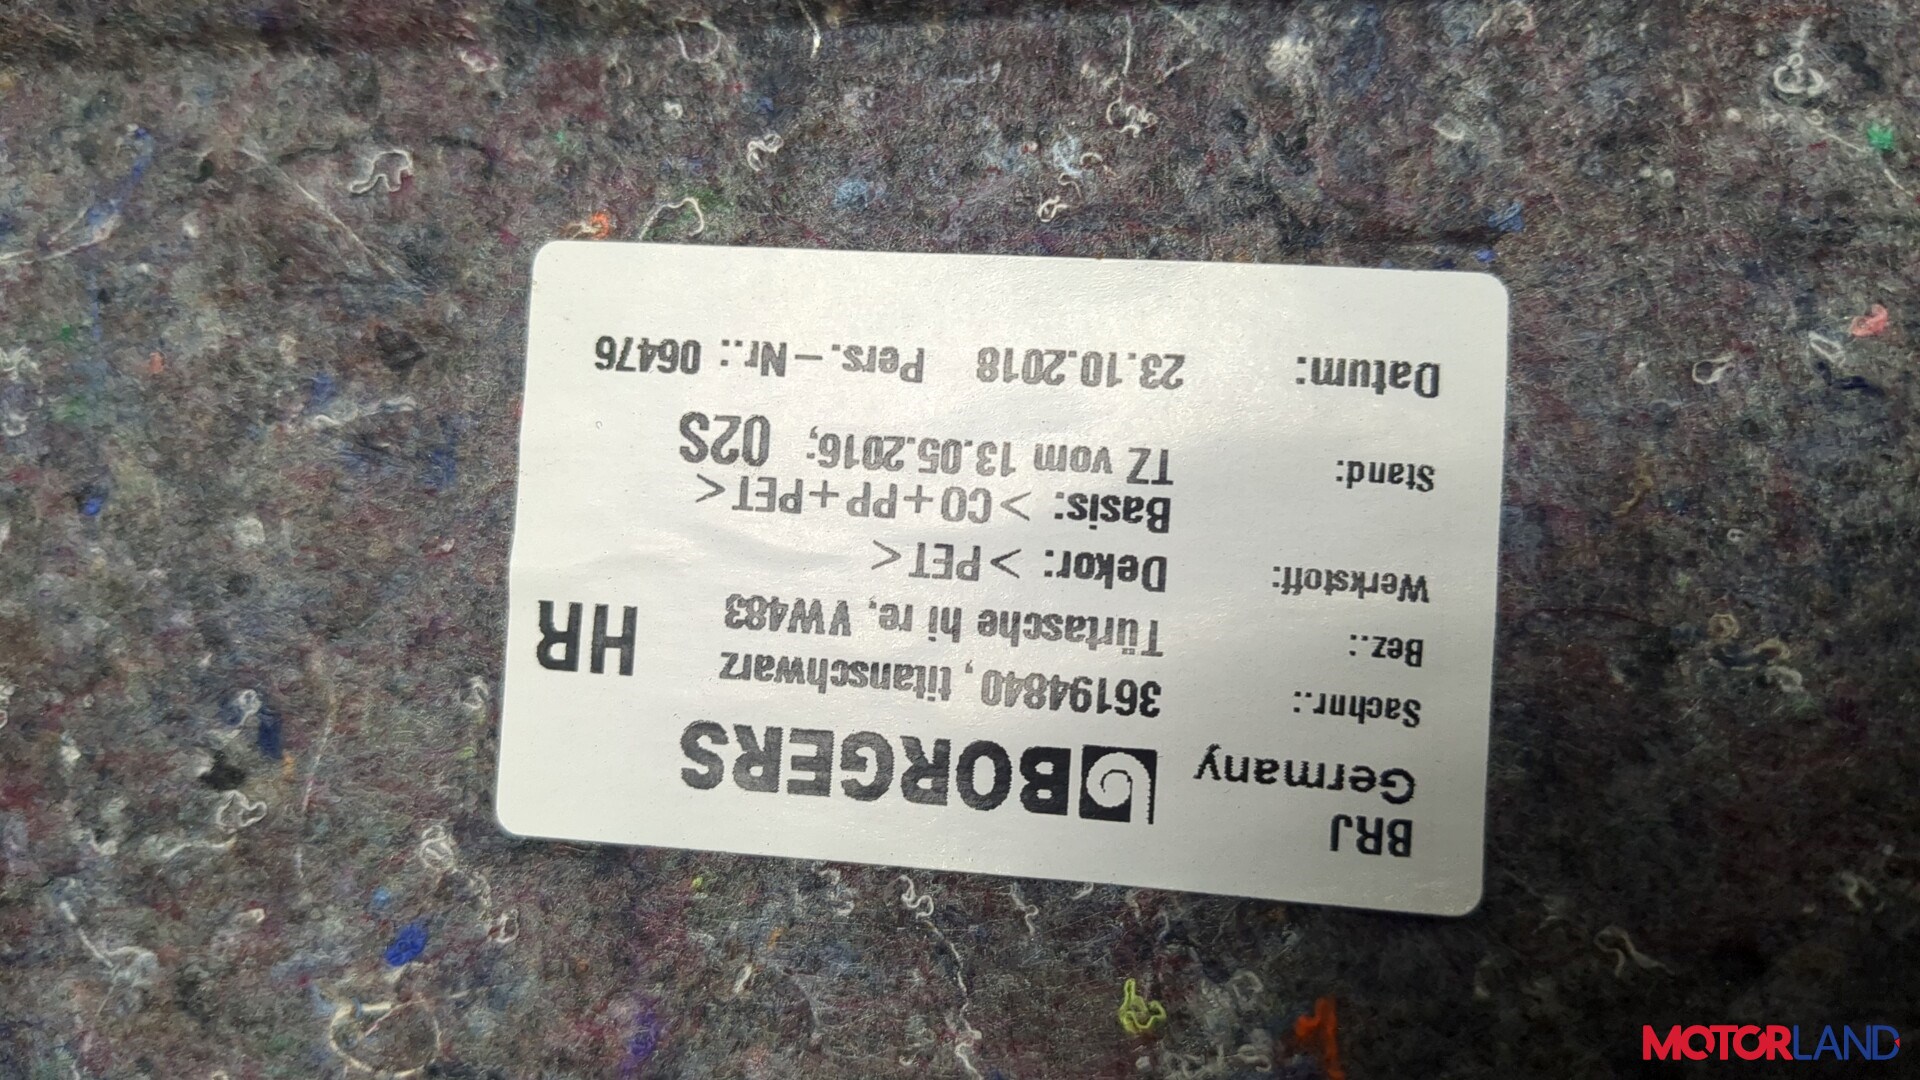 BRJ
Germany BORGERS
Sachnr.: 36194840, titanschwarz
Bez.: Türtasche hi re, VW483 HR
Werkstoff: Dekor: >PET<
Basis: >CO+PP+PET<
Stand: TZ vom 13.05.2016; 02S
Datum: 23.10.2018 Pers.-Nr.: 06476
MOTORLAND